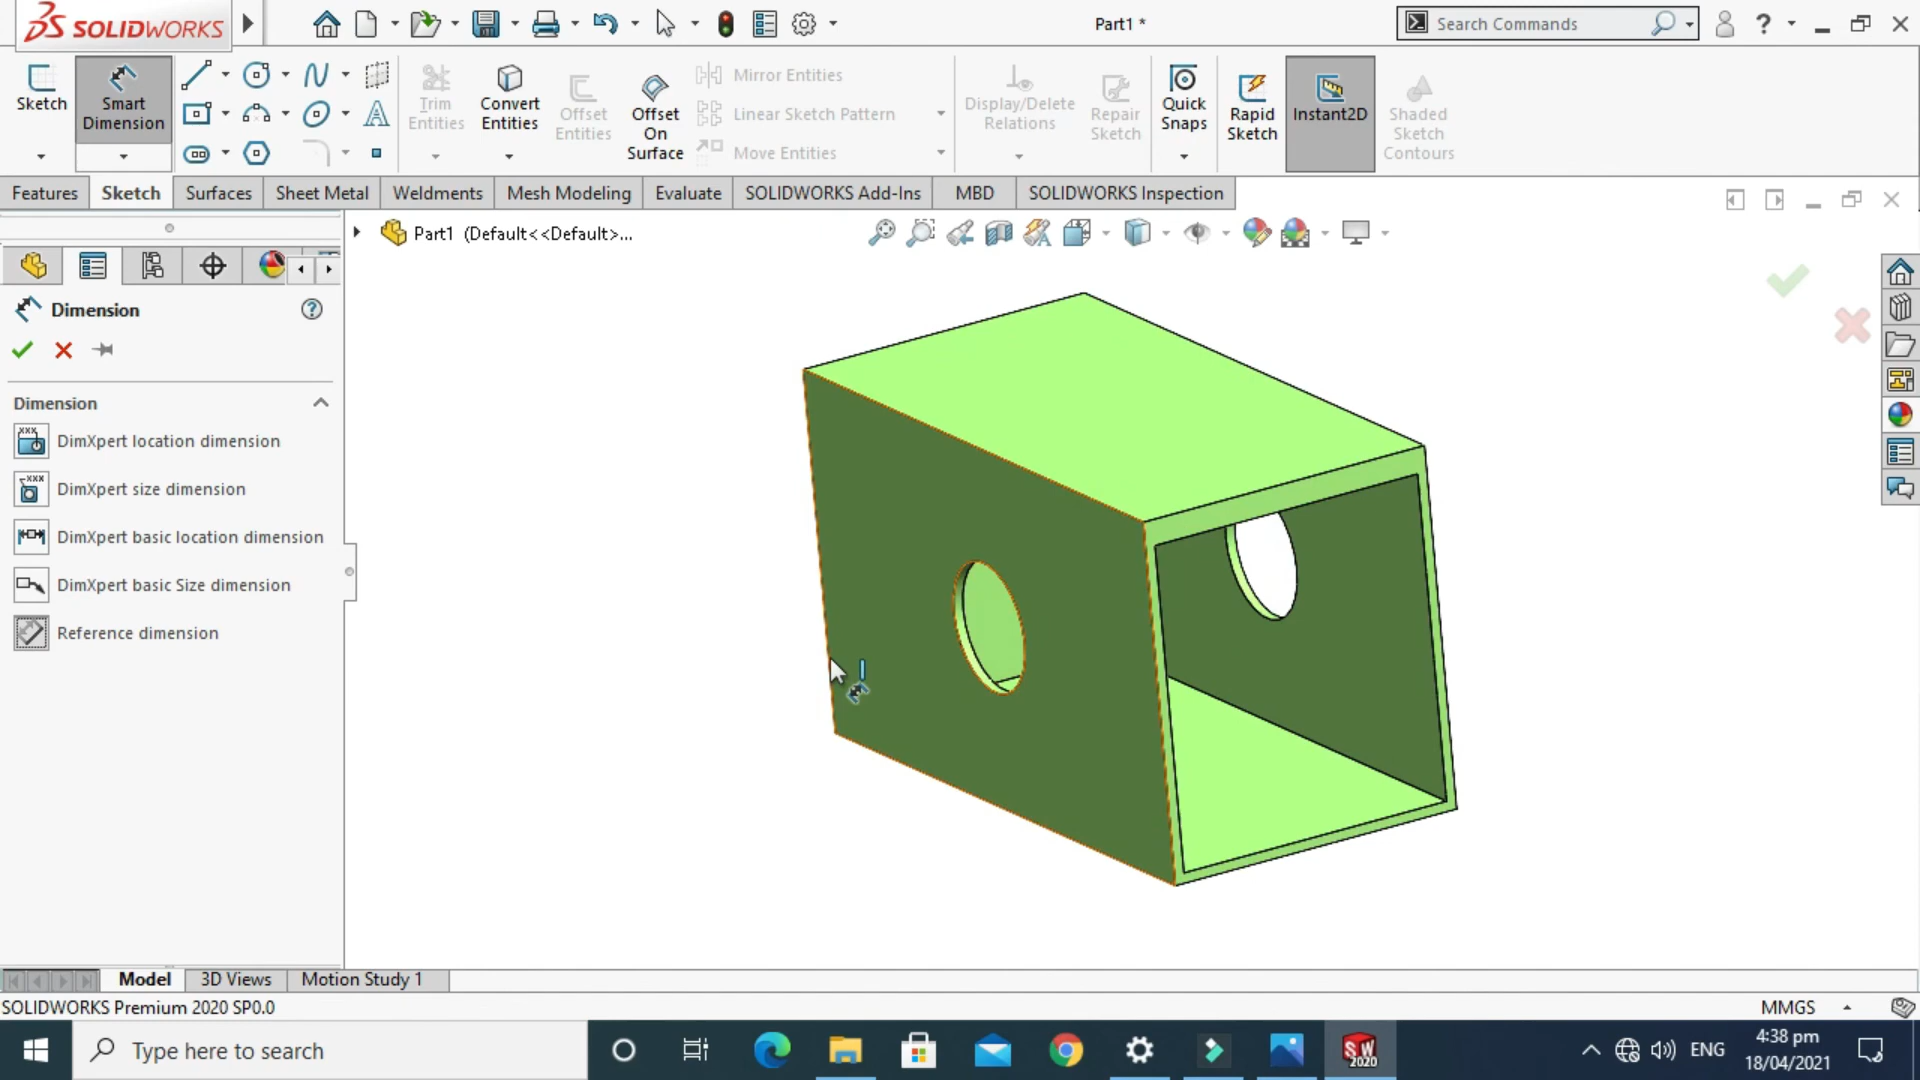 SOLIDWORKS
Part1 *
Search Commands
Sketch
Smart
Dimension
Trim
Entities
Convert
Entities
Offset
Entities
Offset
On
Surface
Mirror Entities
Linear Sketch Pattern
Move Entities
Display/Delete
Relations
Repair
Sketch
Quick
Snaps
Rapid
Sketch
Instant2D
Shaded
Sketch
Contours
Features
Sketch
Surfaces
Sheet Metal
Weldments
Mesh Modeling
Evaluate
SOLIDWORKS Add-Ins
MBD
SOLIDWORKS Inspection
Part1 (Default<<Default>...
Dimension
Dimension
DimXpert location dimension
DimXpert size dimension
DimXpert basic location dimension
DimXpert basic Size dimension
Reference dimension
Model
3D Views
Motion Study 1
SOLIDWORKS Premium 2020 SP0.0
MMGS
Type here to search
SW
2020
ENG
4:38 pm
18/04/2021